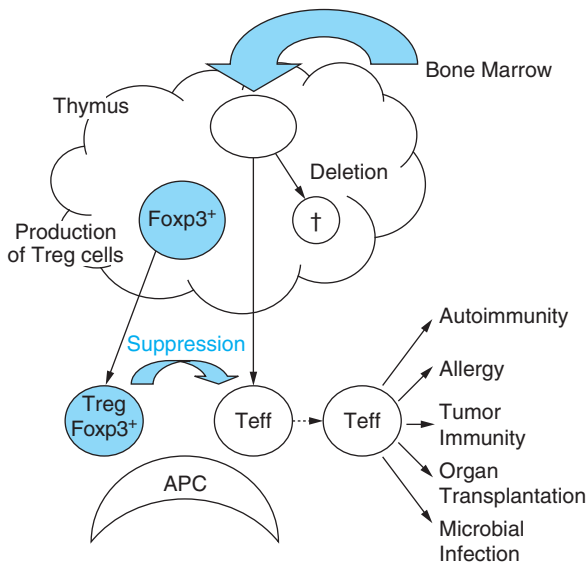 Bone Marrow
Thymus
Deletion
†
Foxp3+
Production
of Treg cells
Suppression
Autoimmunity
Allergy
Treg
Foxp3+
Teff
Teff
Tumor
Immunity
Organ
Transplantation
APC
Microbial
Infection